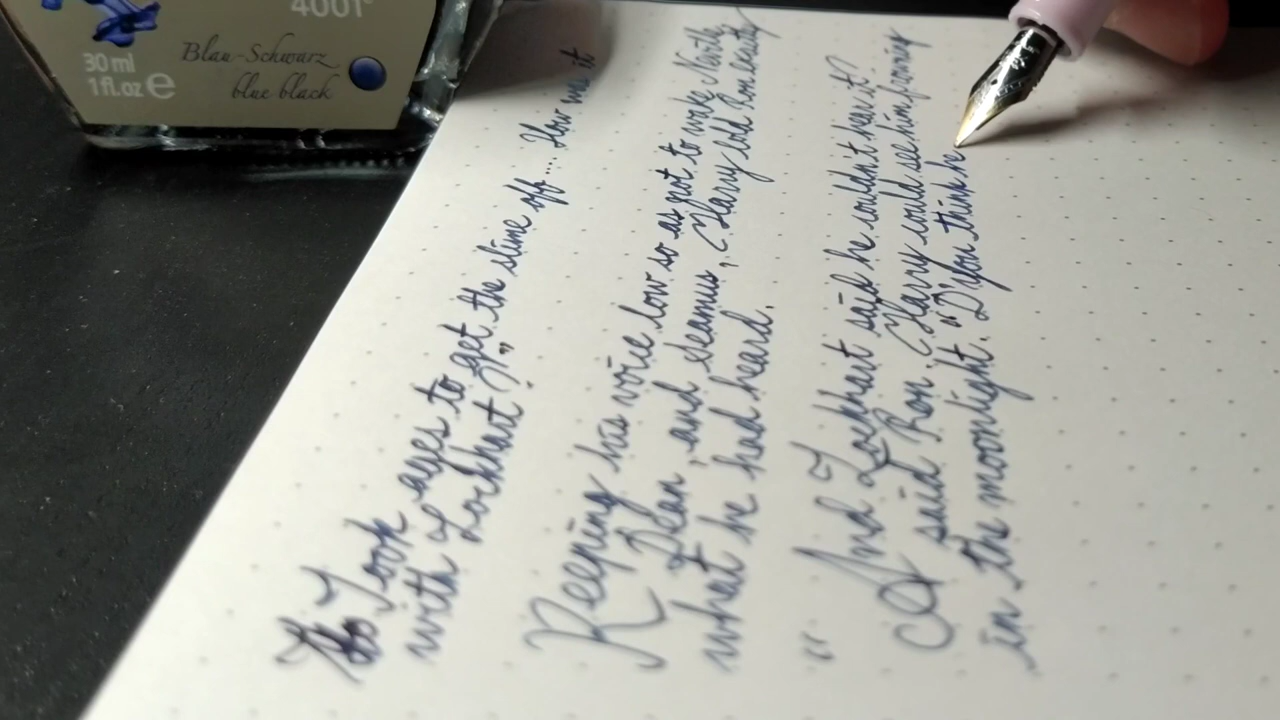 4001
30 ml
1 fl. oz e
Blau-Schwarz
blue black
Took ages to get the slime off.... How was it
with Lockhart?"
Keeping his voice low so as not to wake
Dean, and Seamus, Harry told Ron exactly
what he had heard.
"And Lockhart said he couldn't hear it?"
said Ron. Harry could see him frowning
in the moonlight. "D'you think he